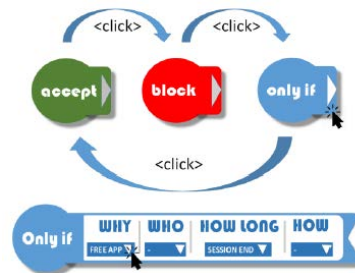 <click> <click>
accept block only if
<click>
WHY WHO HOW LONG HOW
Only if
FREE APP - SESSION END -